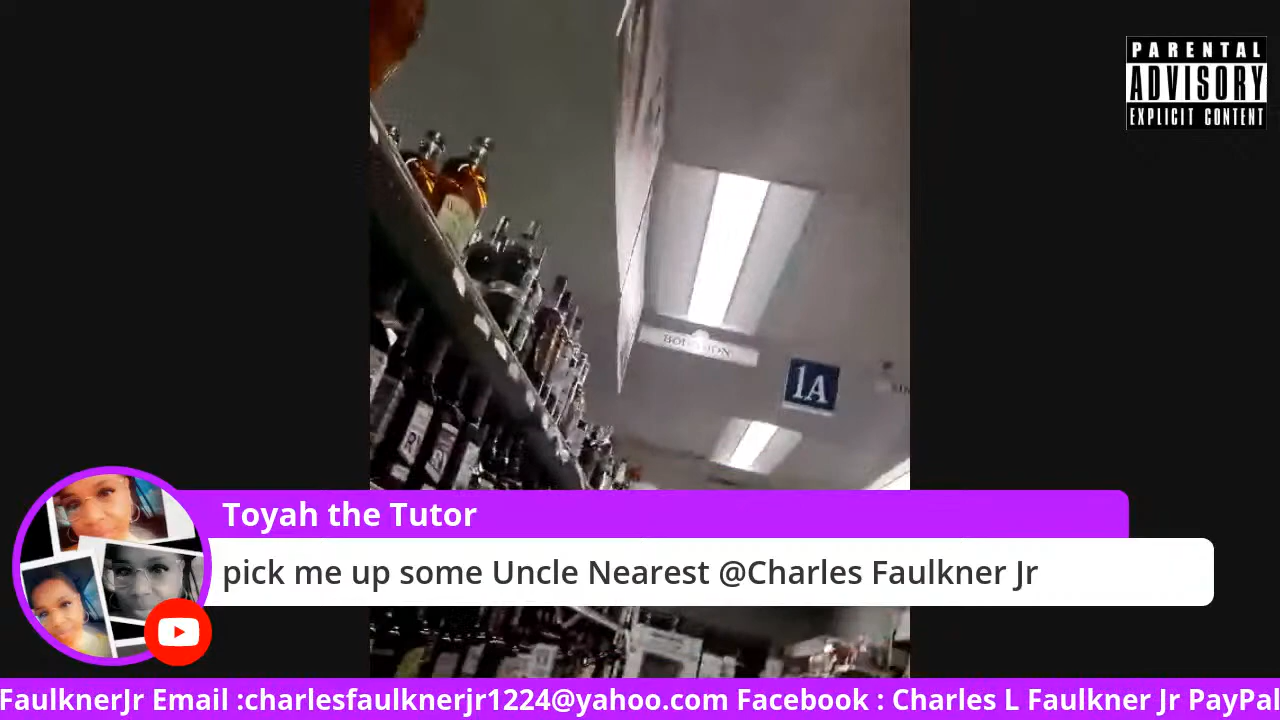 PARENTAL
ADVISORY
EXPLICIT CONTENT
BOURBON
1A
Toyah the Tutor
pick me up some Uncle Nearest @Charles Faulkner Jr
FaulknerJr Email :charlesfaulknerjr1224@yahoo.com Facebook : Charles L Faulkner Jr PayPal